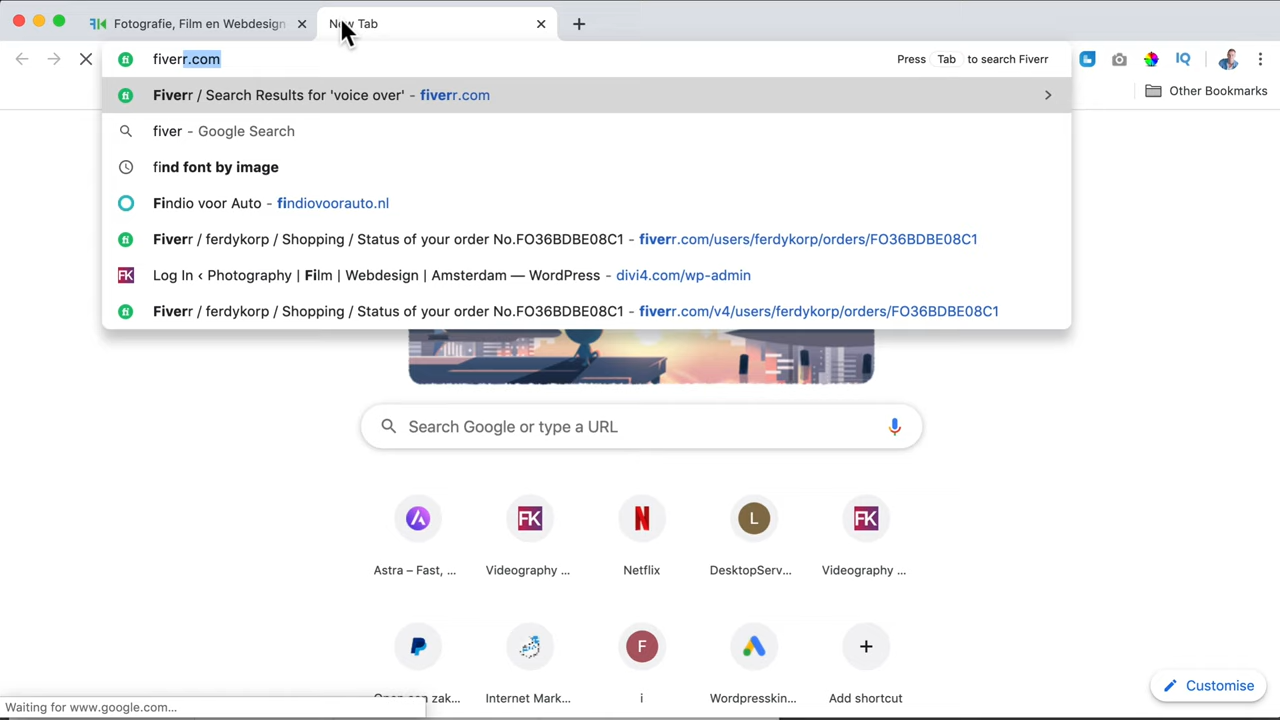 Fotografie, Film en Webdesign
New Tab
fiverr.com
Press Tab to search Fiverr
IQ
Fiverr / Search Results for 'voice over' - fiverr.com
Other Bookmarks
fiver - Google Search
find font by image
Findio voor Auto - findiovoorauto.nl
Fiverr / ferdykorp / Shopping / Status of your order No.FO36BDBE08C1 - fiverr.com/users/ferdykorp/orders/FO36BDBE08C1
FK Log In ‹ Photography | Film | Webdesign | Amsterdam — WordPress - divi4.com/wp-admin
Fiverr / ferdykorp / Shopping / Status of your order No.FO36BDBE08C1 - fiverr.com/v4/users/ferdykorp/orders/FO36BDBE08C1
Search Google or type a URL
FK N L FK
Astra – Fast, ... Videography ... Netflix DesktopServ... Videography ...
F
Internet Mark... i Wordpresskin... Add shortcut
Customise
Waiting for www.google.com...